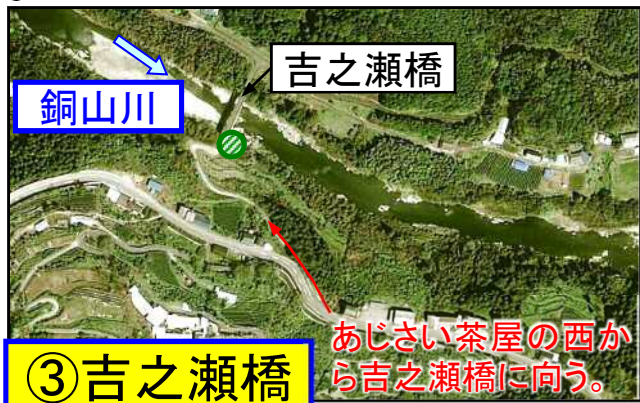 吉之瀬橋
銅山川
あじさい茶屋の西か
ら吉之瀬橋に向う。
③吉之瀬橋